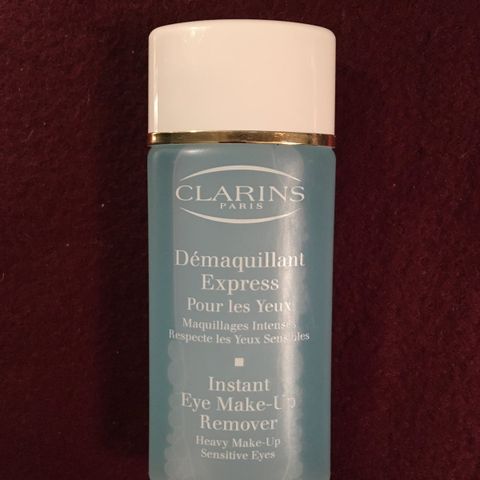 CLARINS
PARIS
Démaquillant
Express
Pour les Yeux
Maquillages Intenses
Respecte les Yeux Sensibles
Instant
Eye Make-Up
Remover
Heavy Make-Up
Sensitive Eyes